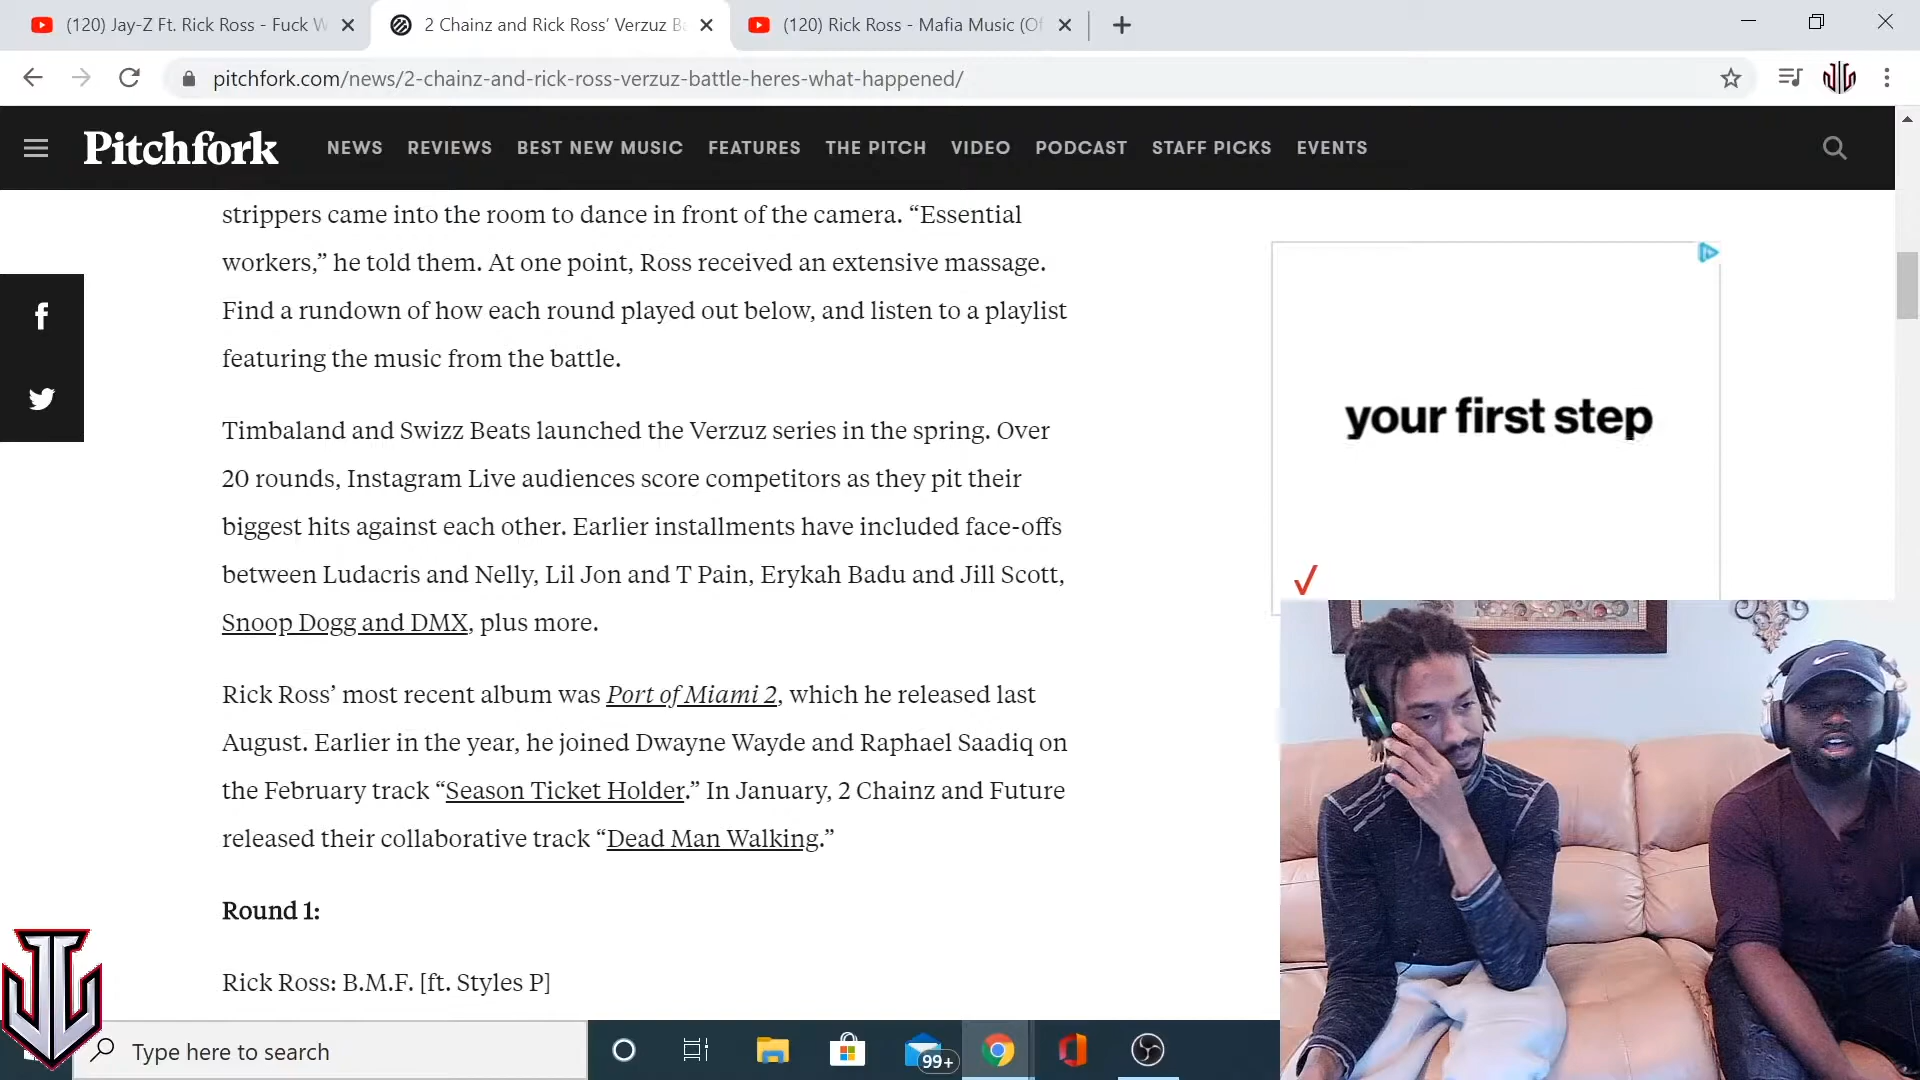 (120) Jay-Z Ft. Rick Ross - Fuck W
2 Chainz and Rick Ross’ Verzuz B
(120) Rick Ross - Mafia Music (Of
pitchfork.com/news/2-chainz-and-rick-ross-verzuz-battle-heres-what-happened/
Pitchfork NEWS REVIEWS BEST NEW MUSIC FEATURES THE PITCH VIDEO PODCAST STAFF PICKS EVENTS
strippers came into the room to dance in front of the camera. “Essential
workers,” he told them. At one point, Ross received an extensive massage.
Find a rundown of how each round played out below, and listen to a playlist
featuring the music from the battle.
Timbaland and Swizz Beats launched the Verzuz series in the spring. Over
20 rounds, Instagram Live audiences score competitors as they pit their
biggest hits against each other. Earlier installments have included face-offs
between Ludacris and Nelly, Lil Jon and T Pain, Erykah Badu and Jill Scott,
Snoop Dogg and DMX, plus more.
Rick Ross’ most recent album was Port of Miami 2, which he released last
August. Earlier in the year, he joined Dwayne Wayde and Raphael Saadiq on
the February track “Season Ticket Holder.” In January, 2 Chainz and Future
released their collaborative track “Dead Man Walking.”
Round 1:
Rick Ross: B.M.F. [ft. Styles P]
your first step
Type here to search
99+